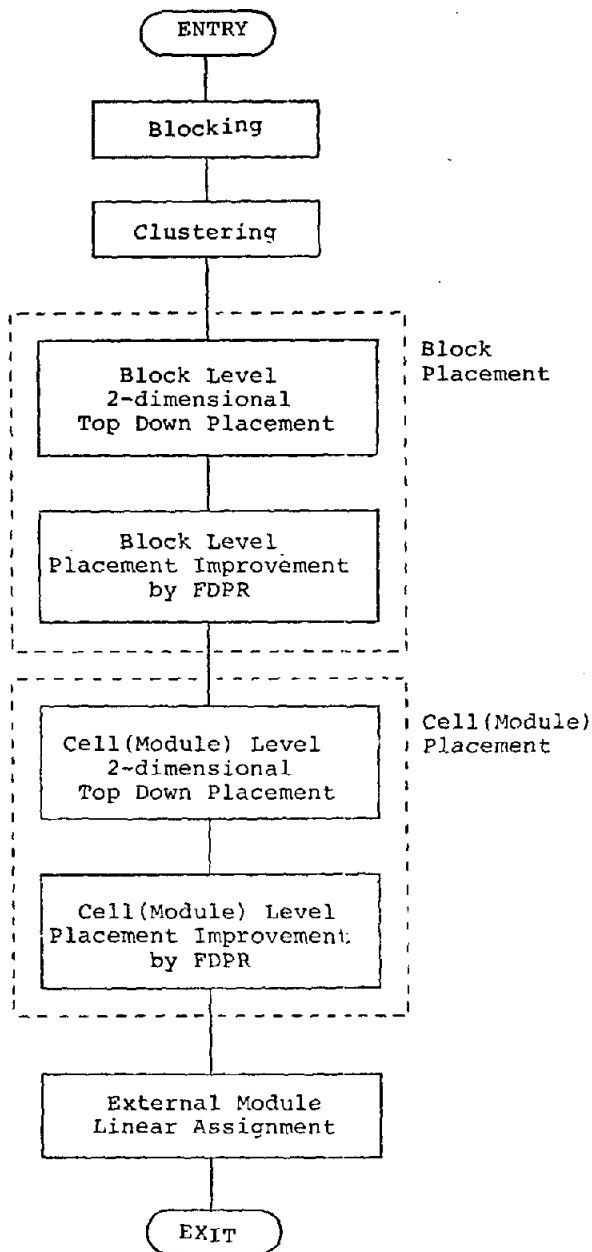 ENTRY
Blocking
Clustering
Block
Placement
Block Level
2-dimensional
Top Down Placement
Block Level
Placement Improvement
by FDPR
Cell(Module)
Placement
Cell(Module) Level
2-dimensional
Top Down Placement
Cell(Module) Level
Placement Improvement
by FDPR
External Module
Linear Assignment
EXIT